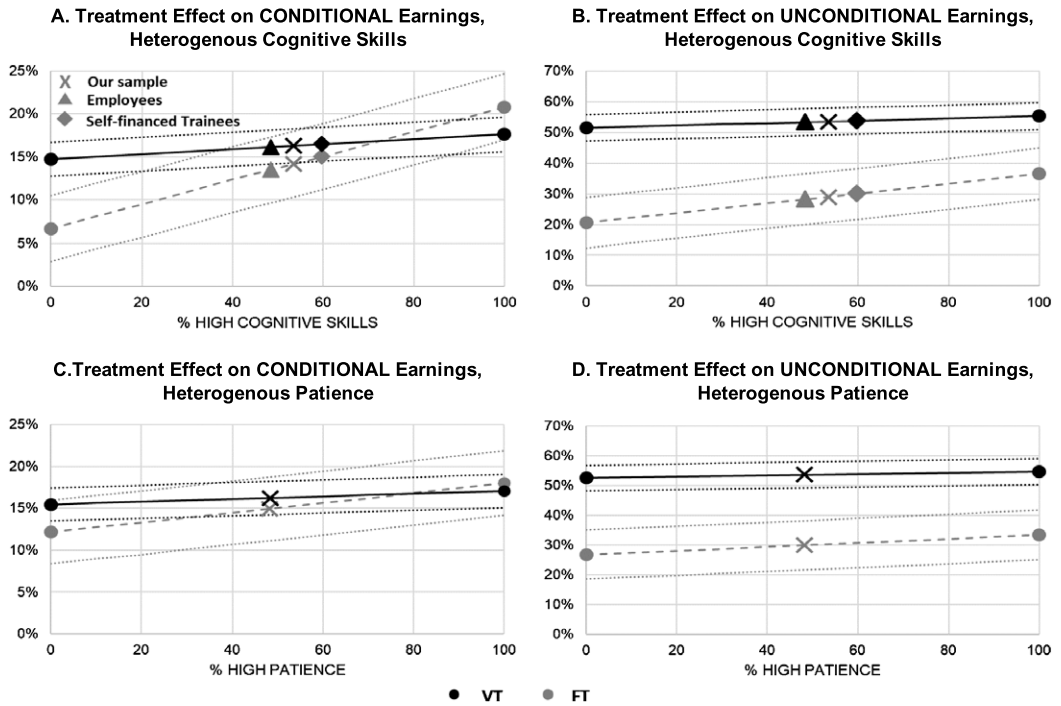 A. Treatment Effect on CONDITIONAL Earnings,
Heterogenous Cognitive Skills
25%
20%
15%
10%
5%
0%
Our sample
Employees
Self-financed Trainees
0 20 40 60 80 100
% HIGH COGNITIVE SKILLS
B. Treatment Effect on UNCONDITIONAL Earnings,
Heterogenous Cognitive Skills
70%
60%
50%
40%
30%
20%
10%
0%
0 20 40 60 80 100
% HIGH COGNITIVE SKILLS
C.Treatment Effect on CONDITIONAL Earnings,
Heterogenous Patience
25%
20%
15%
10%
5%
0%
0 20 40 60 80 100
% HIGH PATIENCE
D. Treatment Effect on UNCONDITIONAL Earnings,
Heterogenous Patience
70%
60%
50%
40%
30%
20%
10%
0%
0 20 40 60 80 100
% HIGH PATIENCE
VT FT